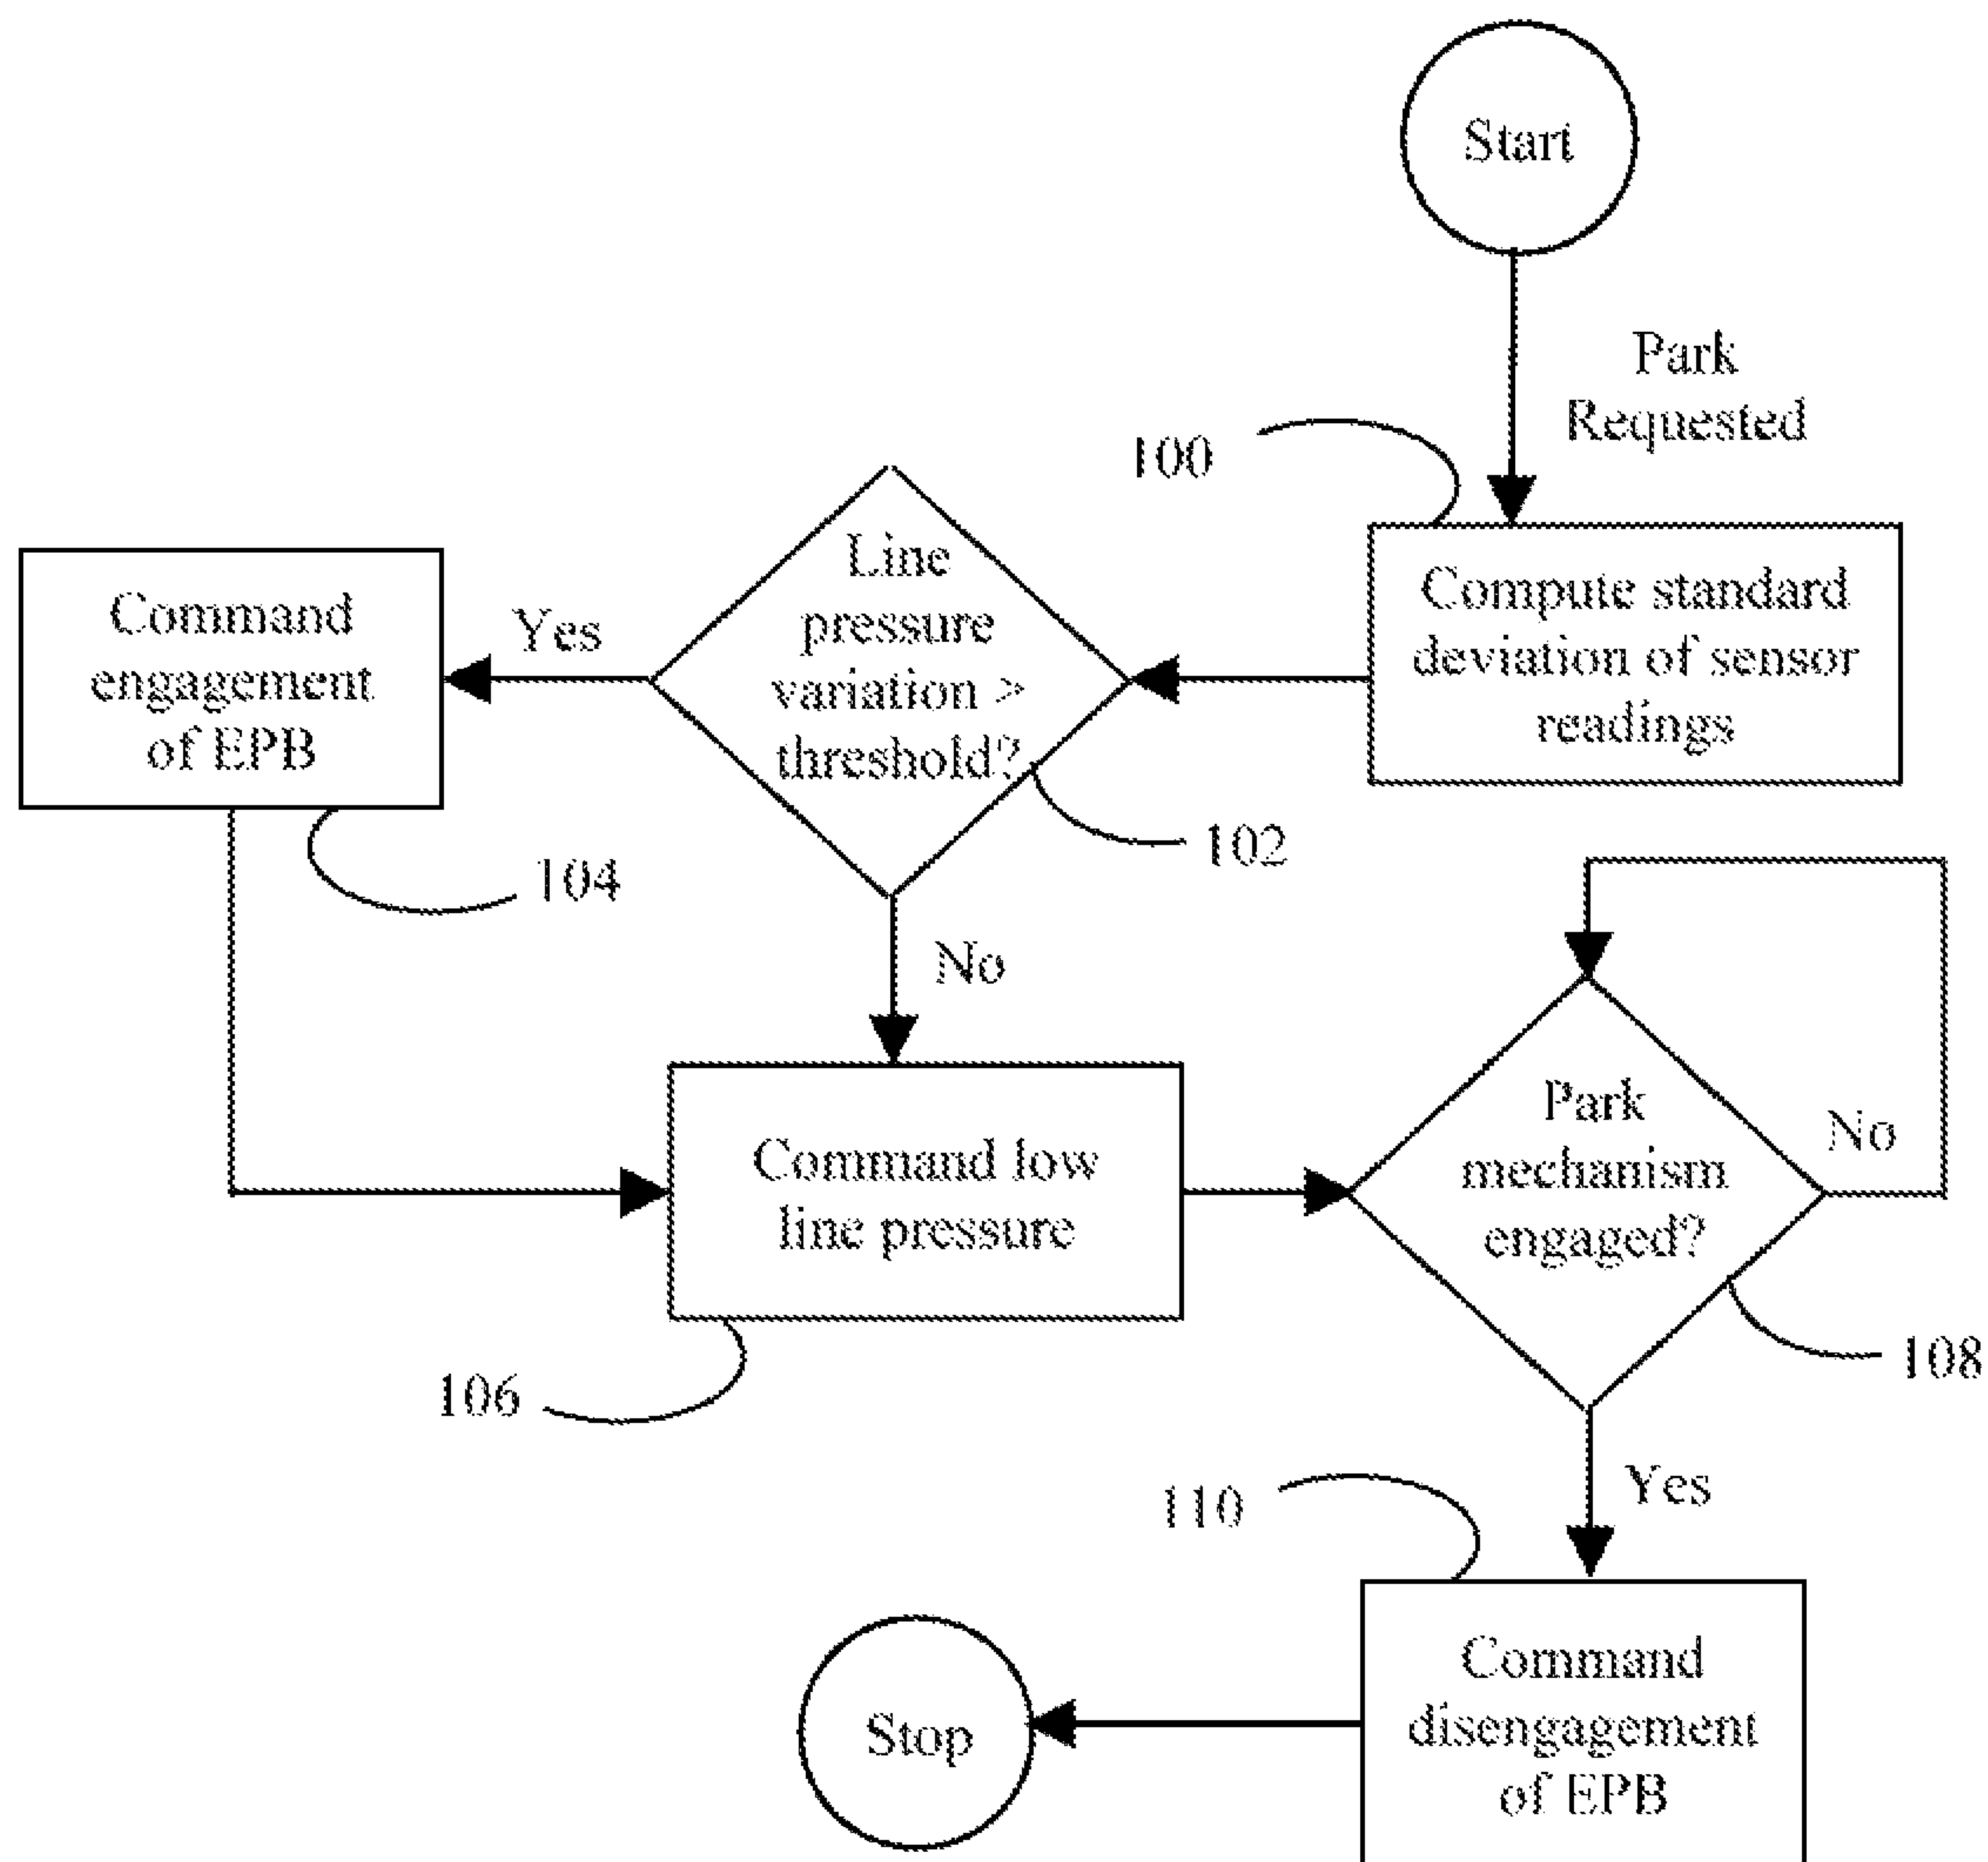 Start
Park
Requested
100
Compute standard
deviation of sensor
readings
Line
pressure
variation >
threshold?
102
Yes
Command
engagement
of EPB
104
No
Command low
line pressure
106
Park
mechanism
engaged?
No
108
Yes
110
Command
disengagement
of EPB
Stop